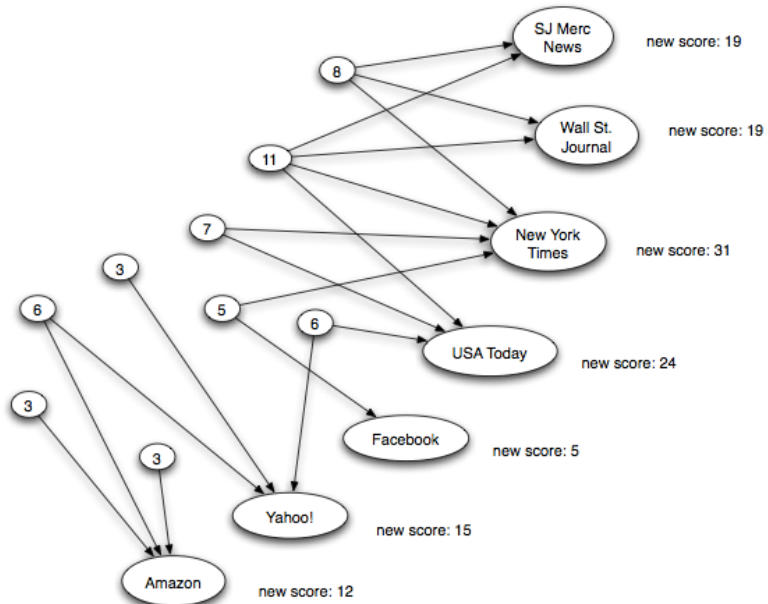 SJ Merc
News
new score: 19
8
Wall St.
Journal
new score: 19
11
7
New York
Times
new score: 31
3
6
5
6
USA Today
new score: 24
3
Facebook
new score: 5
3
Yahoo!
new score: 15
Amazon
new score: 12